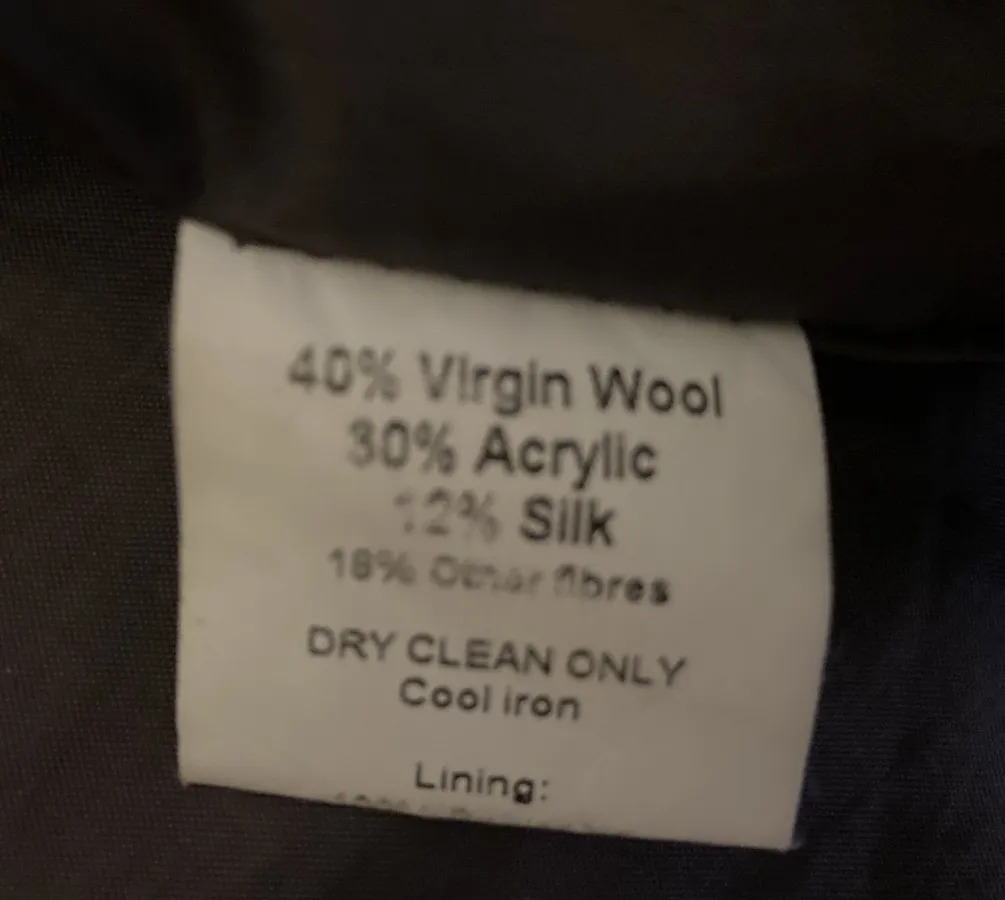 40% Virgin Wool
30% Acrylic
12% Silk
18% Other fibres
DRY CLEAN ONLY
Cool iron
Lining: